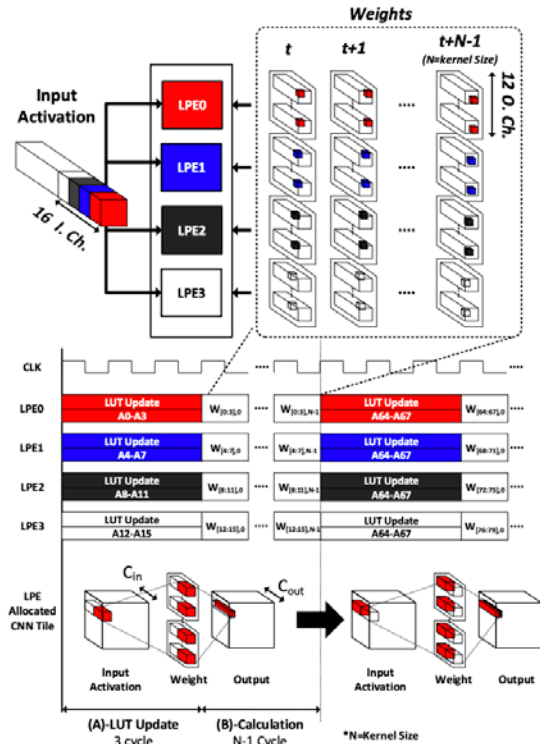 Weights
t t+1 t+N-1
(N=kernel Size)
12 O. Ch.
Input
Activation
16 I. Ch.
LPE0
LPE1
LPE2
LPE3
....
....
....
....
CLK
.... ....
LPE0 LUT Update A0-A3 W[0:3],0 .... W[0:3],N-1 LUT Update A64-A67 W[64:67],0
LPE1 LUT Update A4-A7 W[4:7],0 .... W[4:7],N-1 LUT Update A64-A67 W[68:71],0
LPE2 LUT Update A8-A11 W[8:11],0 .... W[8:11],N-1 LUT Update A64-A67 W[72:75],0
LPE3 LUT Update A12-A15 W[12:15],0 .... W[12:15],N-1 LUT Update A64-A67 W[76:79],0
LPE
Allocated
CNN Tile
Cin
Cout
Input
Activation
Weight
Output
Input
Activation
Weight
Output
(A)-LUT Update
3 cycle
(B)-Calculation
N-1 Cycle
*N=Kernel Size